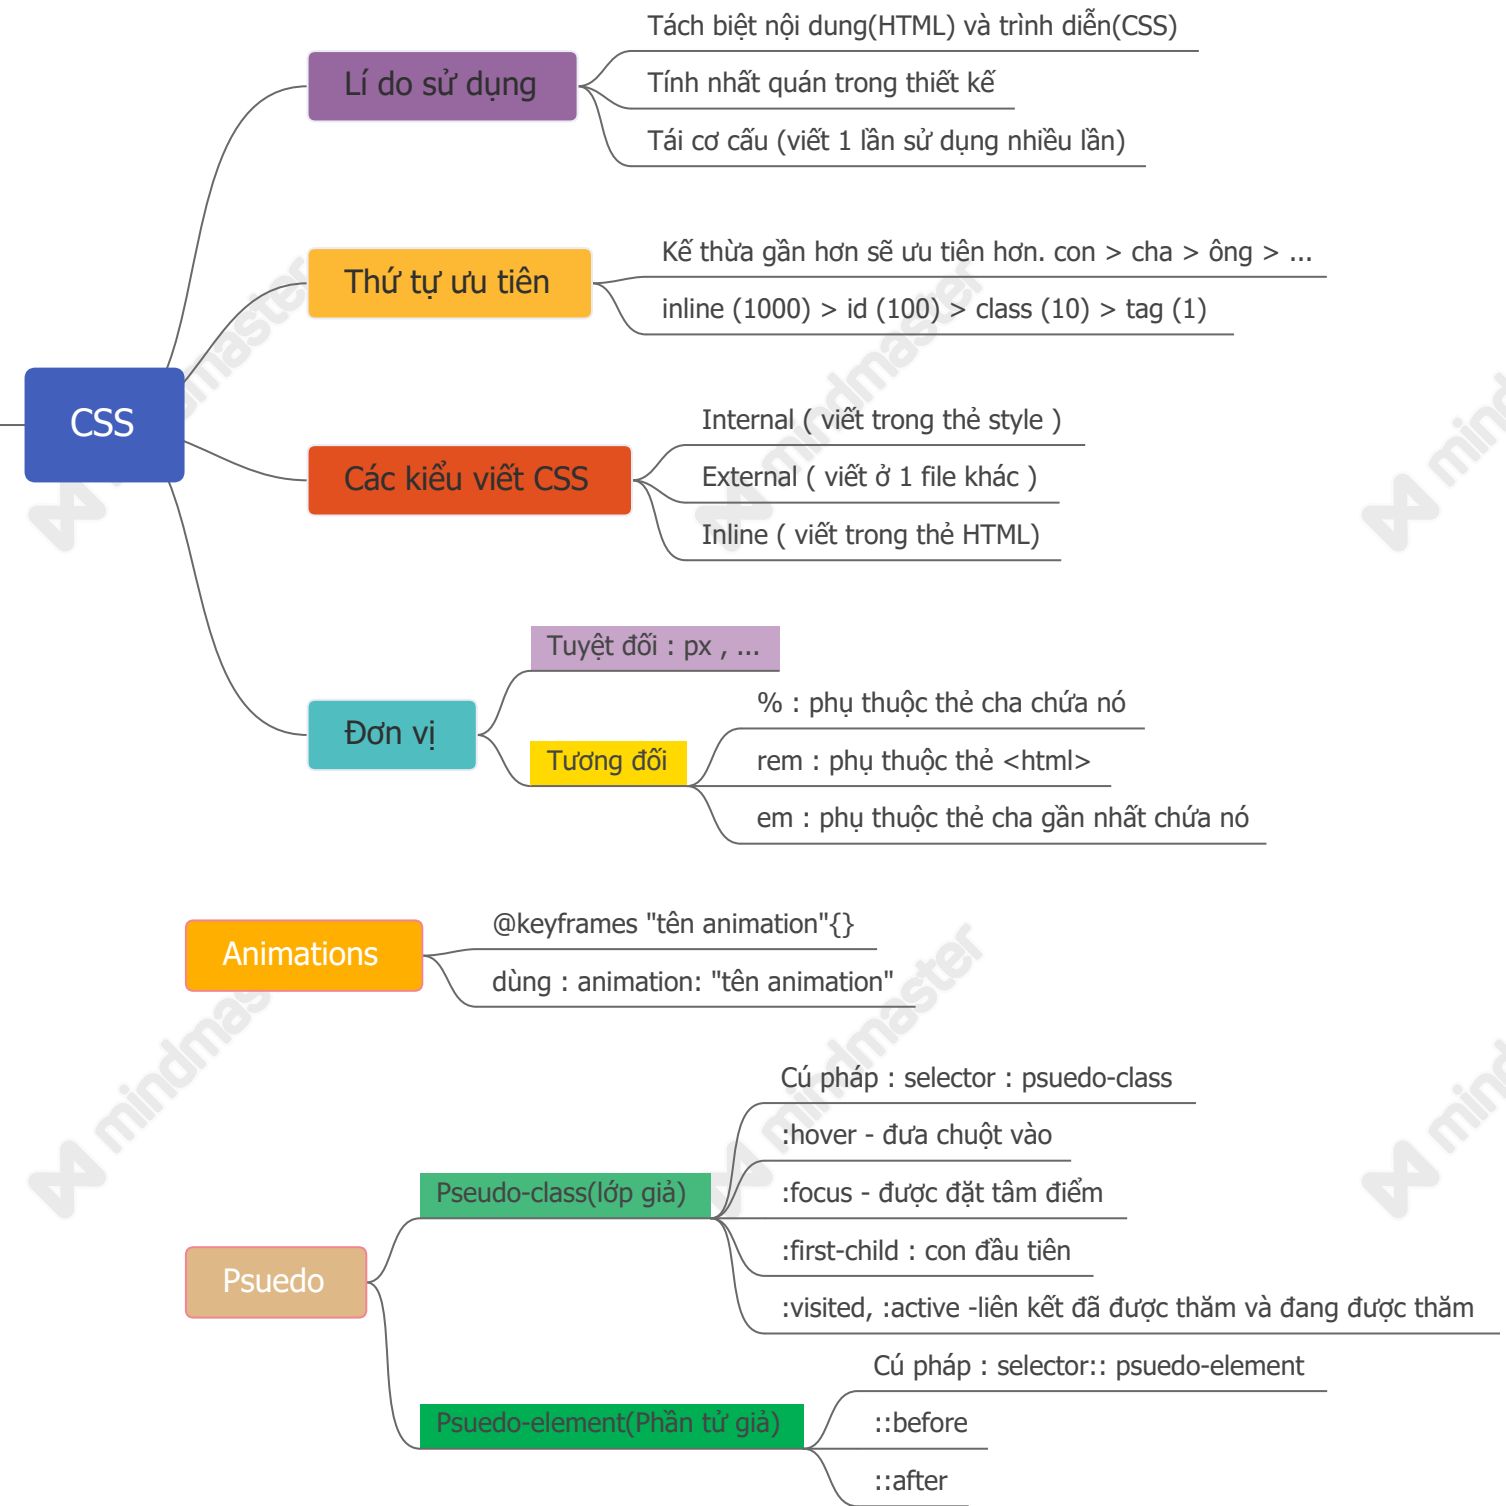 Tách biệt nội dung(HTML) và trình diễn(CSS)
Lí do sử dụng
Tính nhất quán trong thiết kế
Tái cơ cấu (viết 1 lần sử dụng nhiều lần)
Kế thừa gần hơn sẽ ưu tiên hơn. con > cha > ông > ...
Thứ tự ưu tiên
inline (1000) > id (100) > class (10) > tag (1)
CSS
Internal ( viết trong thẻ style )
Các kiểu viết CSS
External ( viết ở 1 file khác )
Inline ( viết trong thẻ HTML)
Tuyệt đối : px , ...
Đơn vị
% : phụ thuộc thẻ cha chứa nó
Tương đối
rem : phụ thuộc thẻ <html>
em : phụ thuộc thẻ cha gần nhất chứa nó
@keyframes "tên animation"{}
Animations
dùng : animation: "tên animation"
Cú pháp : selector : psuedo-class
:hover - đưa chuột vào
Pseudo-class(lớp giả)
:focus - được đặt tâm điểm
:first-child : con đầu tiên
:visited, :active -liên kết đã được thăm và đang được thăm
Psuedo
Cú pháp : selector:: psuedo-element
Psuedo-element(Phần tử giả)
::before
::after
mindmaster
mindmaster
mindmaster
mindmaster